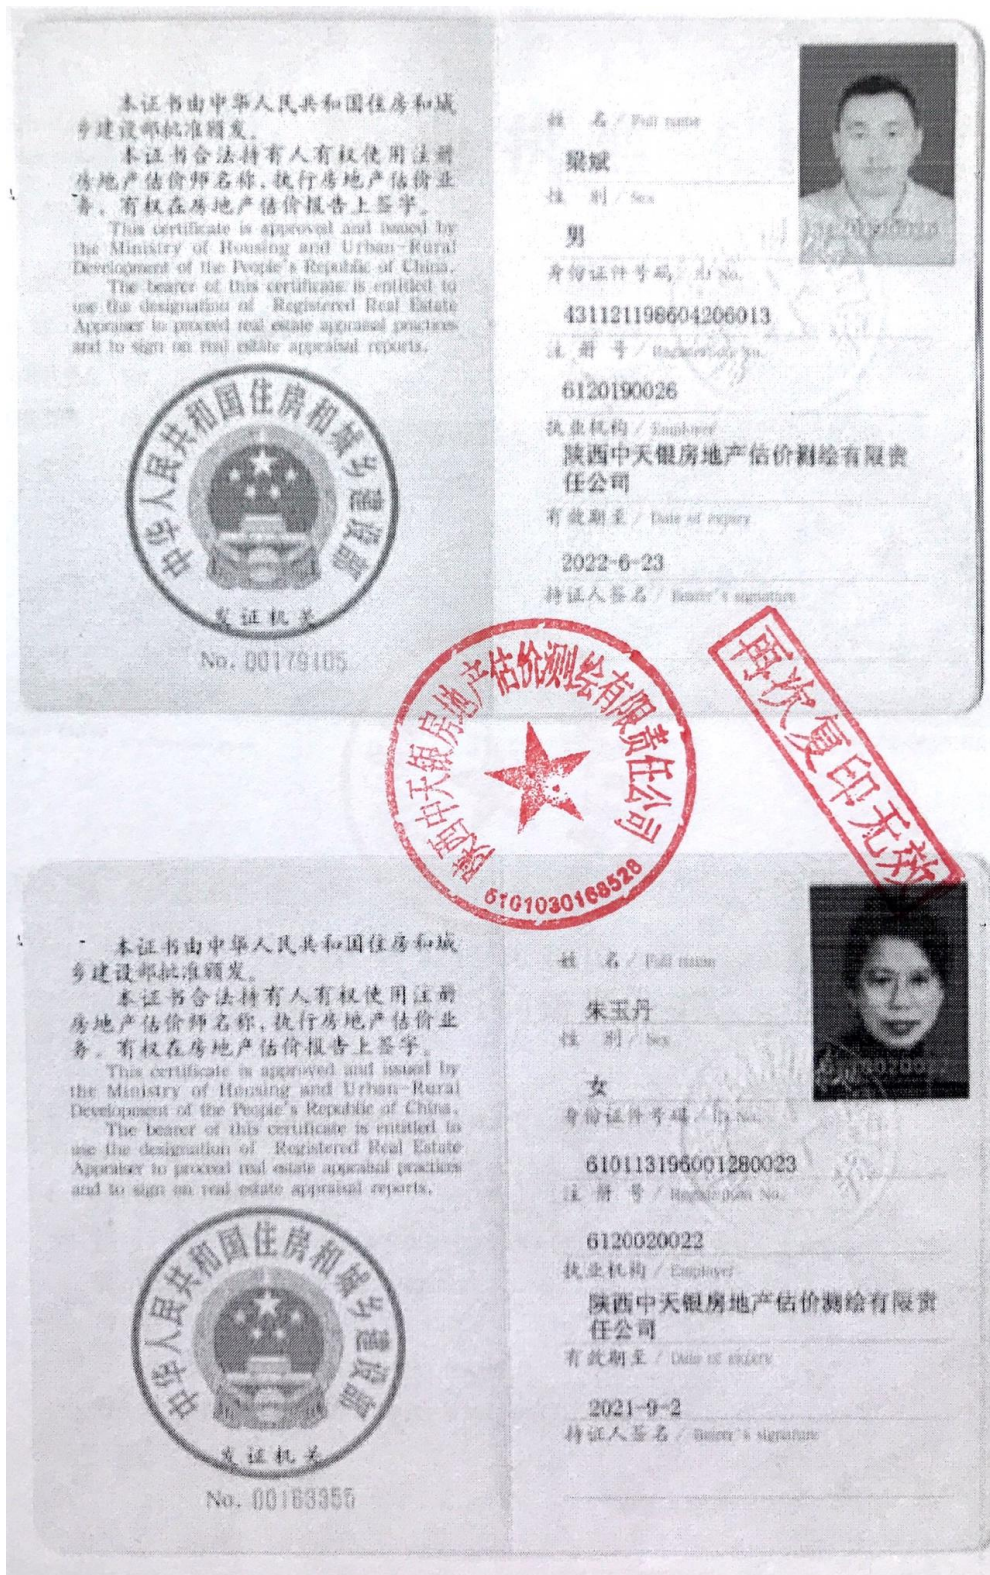 本证书由中华人民共和国住房和城
乡建设部批准颁发。
本证书合法持有人有权使用注册
房地产估价师名称,执行房地产估价业
务,有权在房地产估价报告上签字。
This certificate is approved and issued by
the Ministry of Housing and Urban-Rural
Development of the People's Republic of China.
The bearer of this certificate is entitled to
use the designation of Registered Real Estate
Appraiser to proceed real estate appraisal practices
and to sign on real estate appraisal reports.
中华人民共和国住房和城乡建设部
发证机关
No. 00179105
姓 名 / Full name
梁斌
性 别 / Sex
男
身份证件号码 / ID No.
431121198604206013
注 册 号 / Registration No.
6120190026
执业机构 / Employer
陕西中天银房地产估价测绘有限责
任公司
有效期至 / Date of expiry
2022-6-23
持证人签名 / Bearer's signature
陕西中天银房地产估价测绘有限责任公司
6101030168528
再次复印无效
本证书由中华人民共和国住房和城
乡建设部批准颁发。
本证书合法持有人有权使用注册
房地产估价师名称,执行房地产估价业
务,有权在房地产估价报告上签字。
This certificate is approved and issued by
the Ministry of Housing and Urban-Rural
Development of the People's Republic of China.
The bearer of this certificate is entitled to
use the designation of Registered Real Estate
Appraiser to proceed real estate appraisal practices
and to sign on real estate appraisal reports.
中华人民共和国住房和城乡建设部
发证机关
No. 00163355
姓 名 / Full name
朱玉丹
性 别 / Sex
女
身份证件号码 / ID No.
610113196001280023
注 册 号 / Registration No.
6120020022
执业机构 / Employer
陕西中天银房地产估价测绘有限责
任公司
有效期至 / Date of expiry
2021-9-2
持证人签名 / Bearer's signature